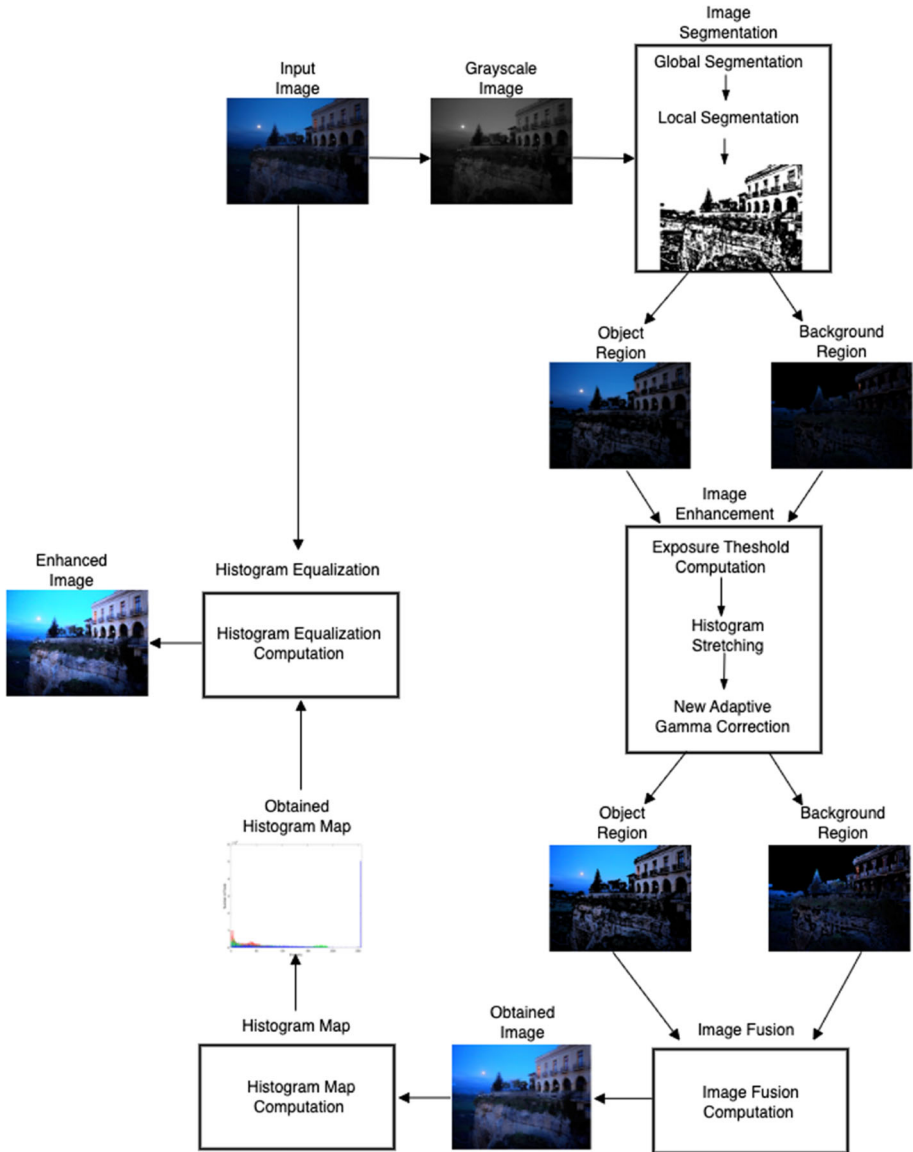 Image
Segmentation
Input
Image
Grayscale
Image
Global Segmentation
Local Segmentation
Object
Region
Background
Region
Image
Enhancement
Exposure Theshold
Computation
Histogram
Stretching
New Adaptive
Gamma Correction
Enhanced
Image
Histogram Equalization
Histogram Equalization
Computation
Obtained
Histogram Map
Object
Region
Background
Region
Histogram Map
Histogram Map
Computation
Obtained
Image
Image Fusion
Image Fusion
Computation